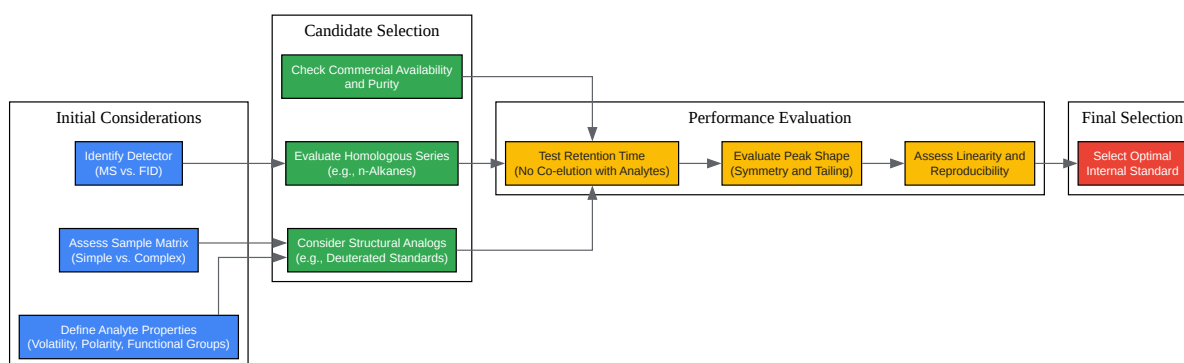 Initial Considerations
Identify Detector
(MS vs. FID)
Assess Sample Matrix
(Simple vs. Complex)
Define Analyte Properties
(Volatility, Polarity, Functional Groups)
Candidate Selection
Check Commercial Availability
and Purity
Evaluate Homologous Series
(e.g., n-Alkanes)
Consider Structural Analogs
(e.g., Deuterated Standards)
Performance Evaluation
Test Retention Time
(No Co-elution with Analytes)
Evaluate Peak Shape
(Symmetry and Tailing)
Assess Linearity and
Reproducibility
Final Selection
Select Optimal
Internal Standard